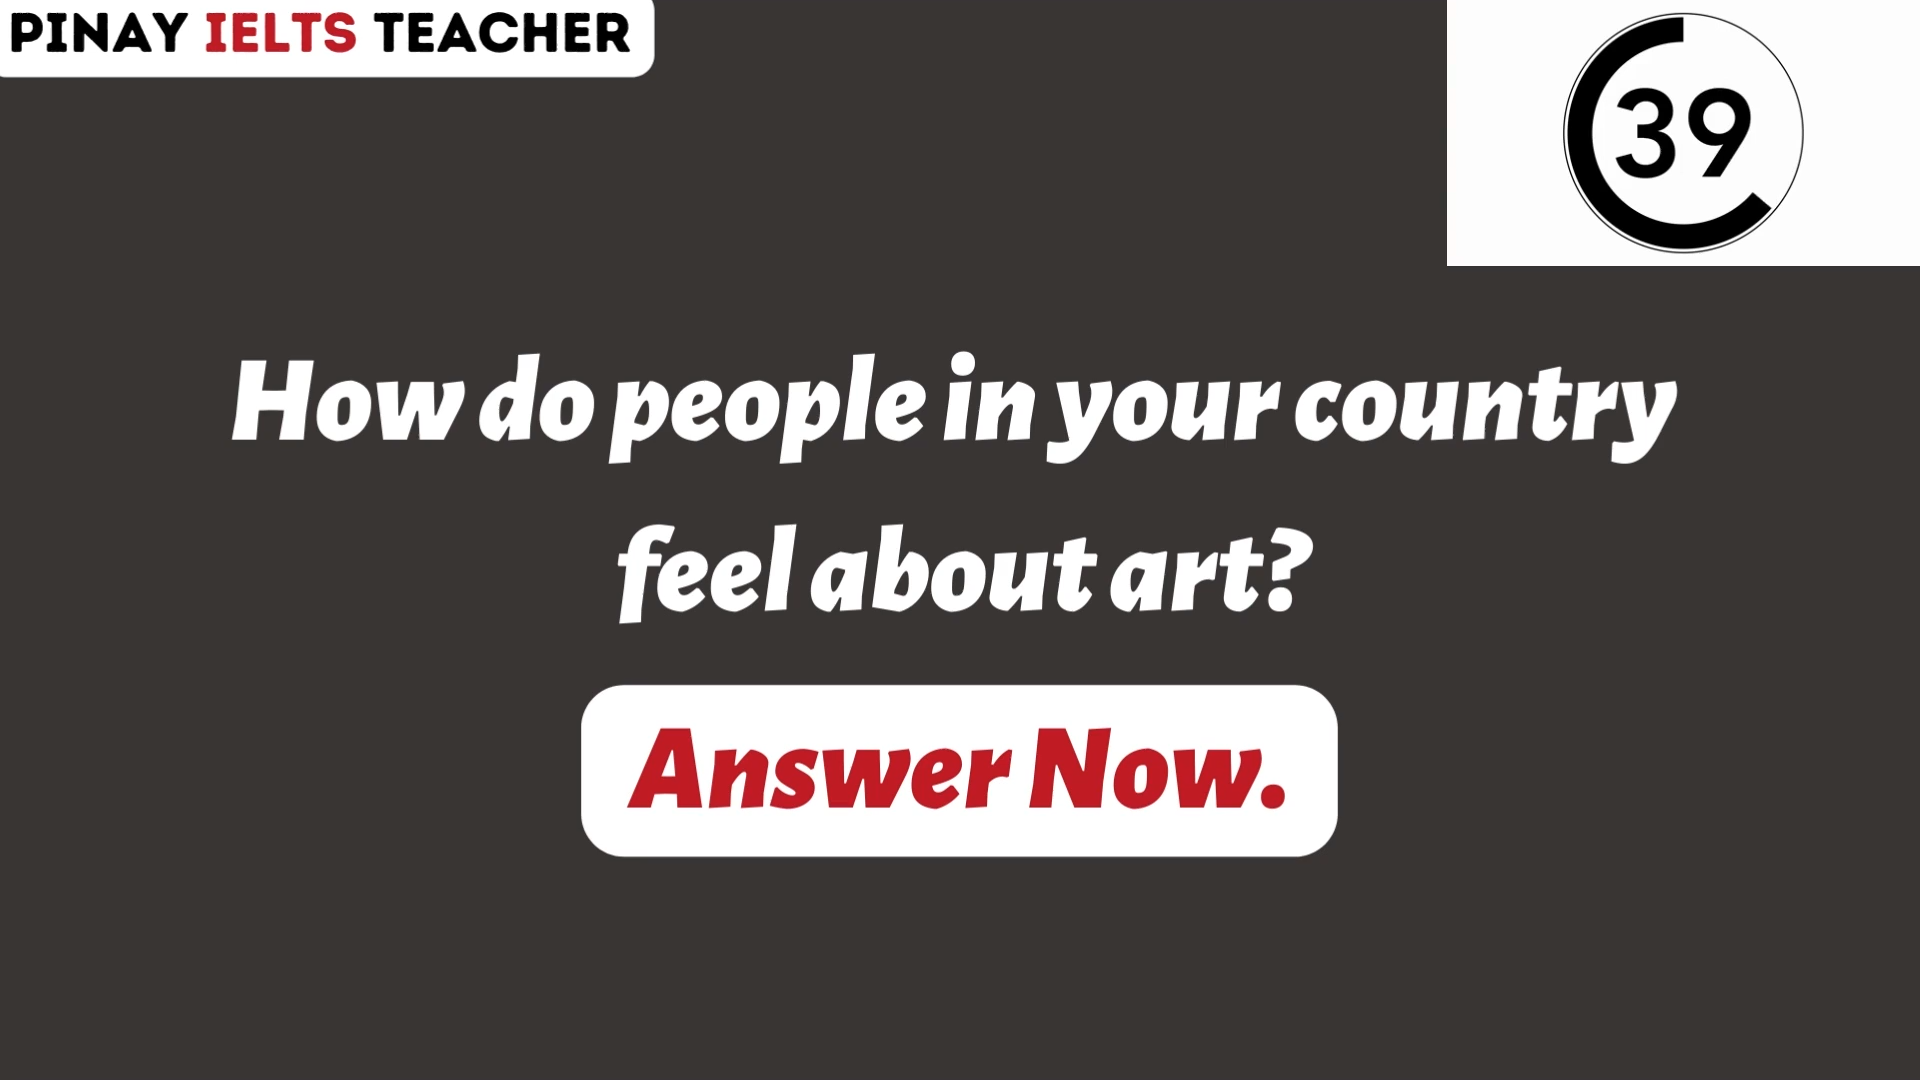 PINAY IELTS TEACHER
39
How do people in your country
feel about art?
Answer Now.